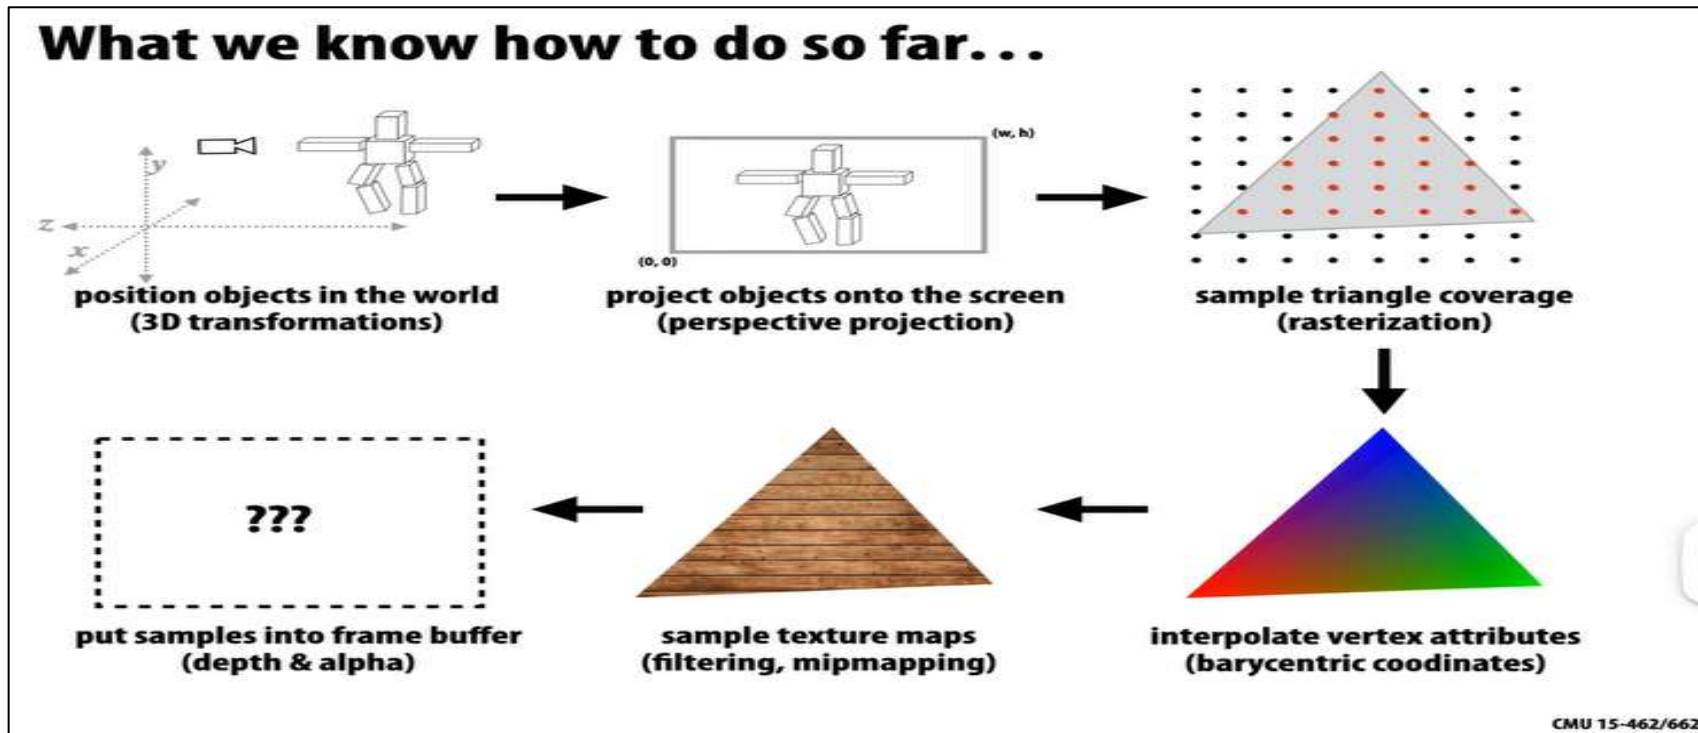 What we know how to do so far...
y
z
x
position objects in the world
(3D transformations)
(w, h)
(0, 0)
project objects onto the screen
(perspective projection)
sample triangle coverage
(rasterization)
???
put samples into frame buffer
(depth & alpha)
sample texture maps
(filtering, mipmapping)
interpolate vertex attributes
(barycentric coodinates)
CMU 15-462/662